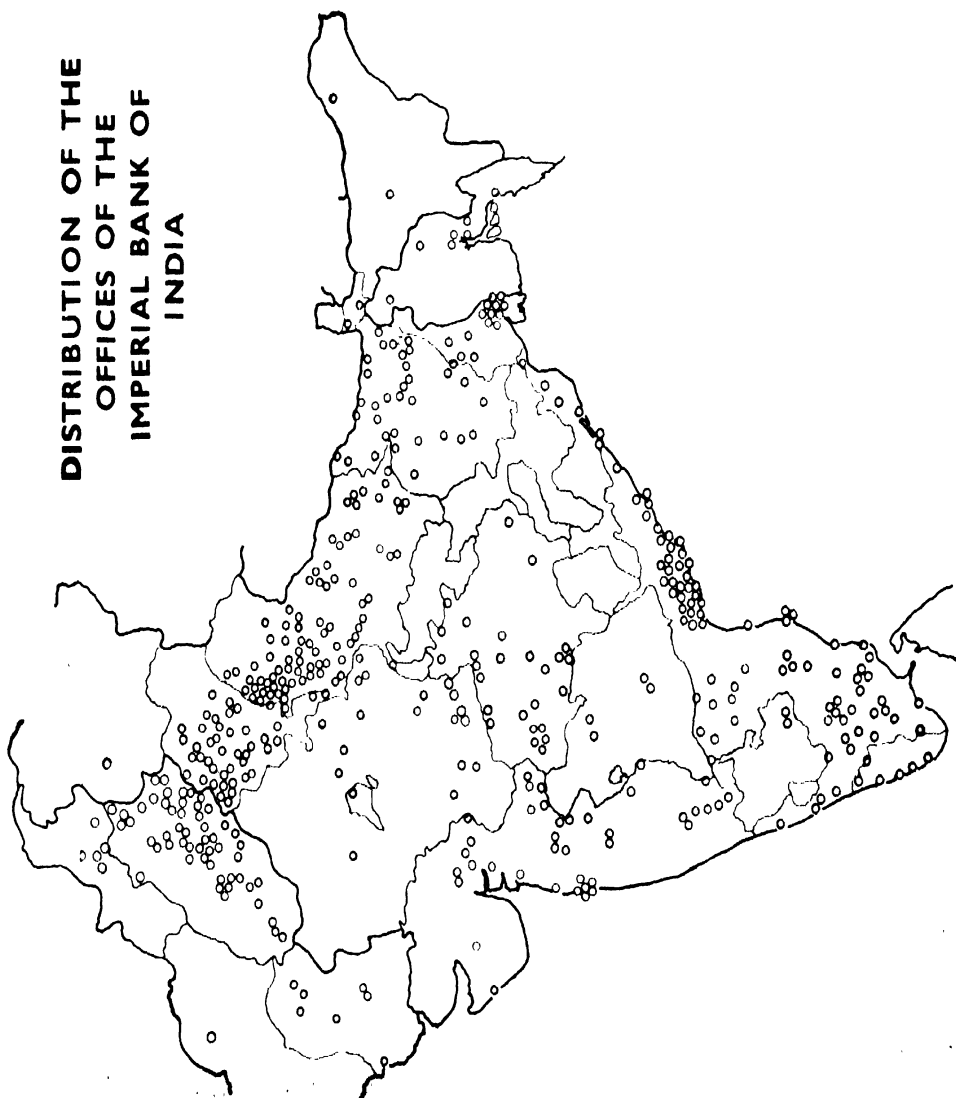 DISTRIBUTION OF THE
OFFICES OF THE
IMPERIAL BANK OF
INDIA